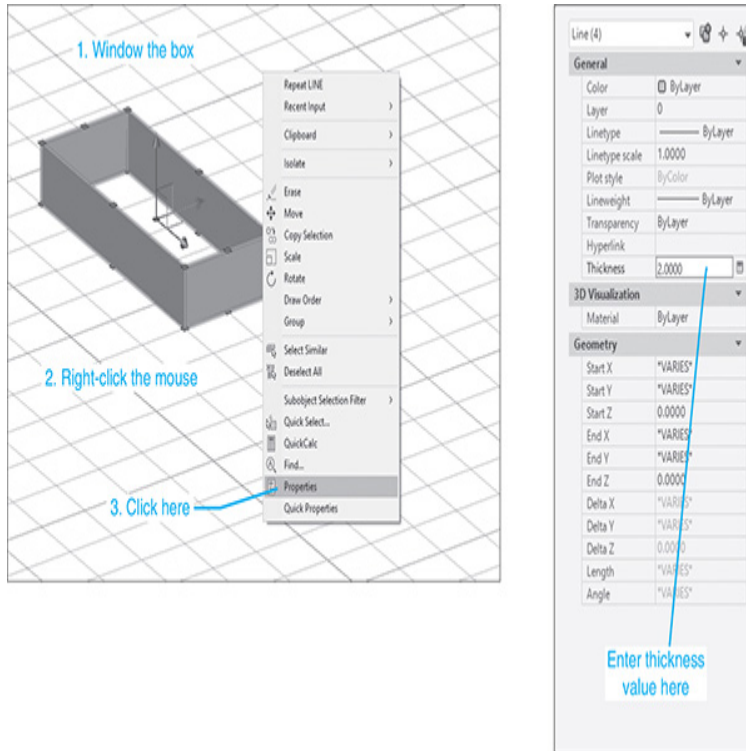 1. Window the box
Repeat LINE
Recent Input
Clipboard
Isolate
Erase
Move
Copy Selection
Scale
Rotate
Draw Order
Group
Select Similar
Deselect All
2. Right-click the mouse
Subobject Selection Filter
Quick Select...
QuickCalc
Find...
3. Click here
Properties
Quick Properties
Line (4)
General
Color ByLayer
Layer 0
Linetype ByLayer
Linetype scale 1.0000
Plot style ByColor
Lineweight ByLayer
Transparency ByLayer
Hyperlink
Thickness 2.0000
3D Visualization
Material ByLayer
Geometry
Start X *VARIES*
Start Y *VARIES*
Start Z 0.0000
End X *VARIES*
End Y *VARIES*
End Z 0.0000
Delta X *VARIES*
Delta Y *VARIES*
Delta Z 0.0000
Length *VARIES*
Angle *VARIES*
Enter thickness
value here